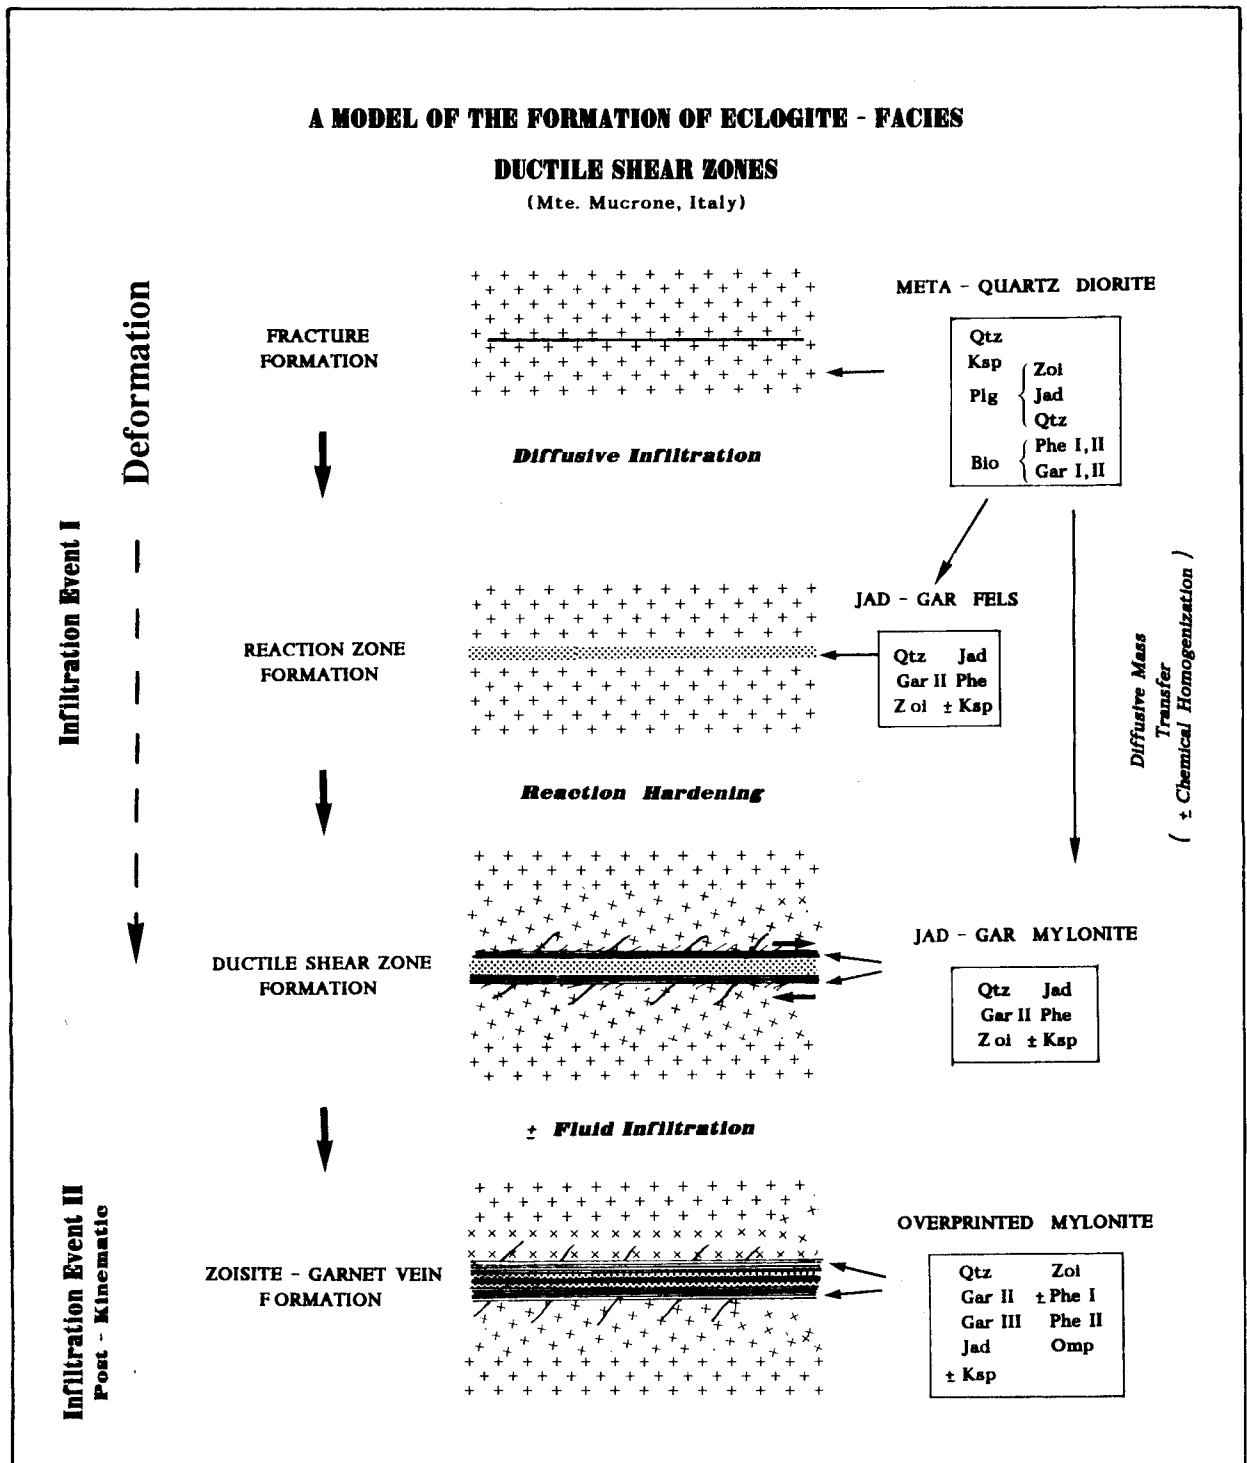 A MODEL OF THE FORMATION OF ECLOGITE - FACIES
DUCTILE SHEAR ZONES
(Mte. Mucrone, Italy)
Deformation
Infiltration Event I
FRACTURE
FORMATION
META - QUARTZ DIORITE
Qtz
Ksp
Plg
Zoi
Jad
Qtz
Bio
Phe I,II
Gar I,II
Diffusive Infiltration
REACTION ZONE
FORMATION
JAD - GAR FELS
Qtz Jad
Gar II Phe
Zoi ± Ksp
Diffusive Mass
Transfer
( ± Chemical Homogenization )
Reaction Hardening
DUCTILE SHEAR ZONE
FORMATION
JAD - GAR MYLONITE
Qtz Jad
Gar II Phe
Zoi ± Ksp
± Fluid Infiltration
Infiltration Event II
Post - Kinematic
ZOISITE - GARNET VEIN
FORMATION
OVERPRINTED MYLONITE
Qtz Zoi
Gar II ± Phe I
Gar III Phe II
Jad Omp
± Ksp